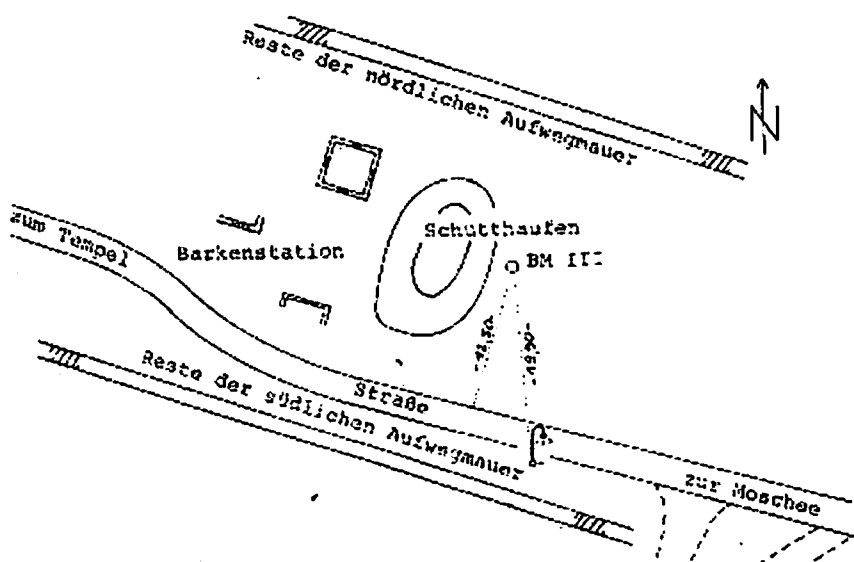 Reste der nördlichen Aufwegmauer
N
Schutthaufen
zum Tempel
Barkenstation
BM III
Reste der südlichen Aufwegmauer
Straße
zur Moschee